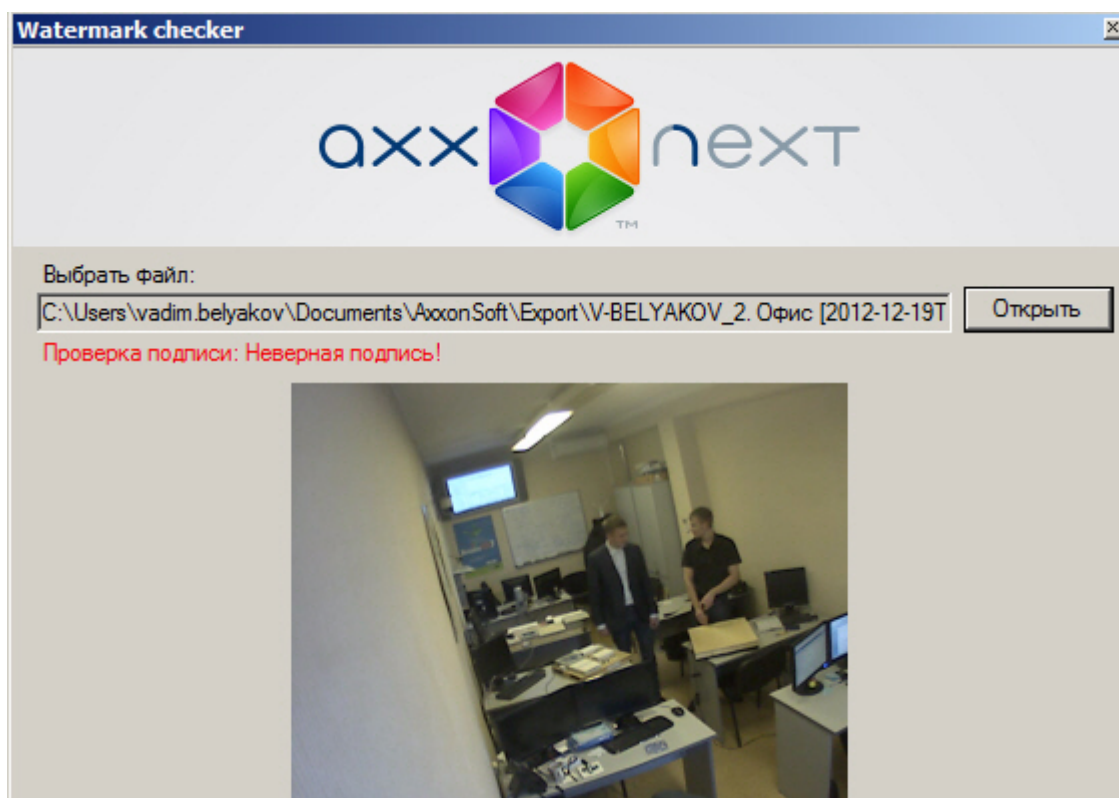 Watermark checker
axx next
TM
Выбрать файл:
C:\Users\vadim.belyakov\Documents\AxxonSoft\Export\V-BELYAKOV_2. Офис [2012-12-19T
Открыть
Проверка подписи: Неверная подпись!